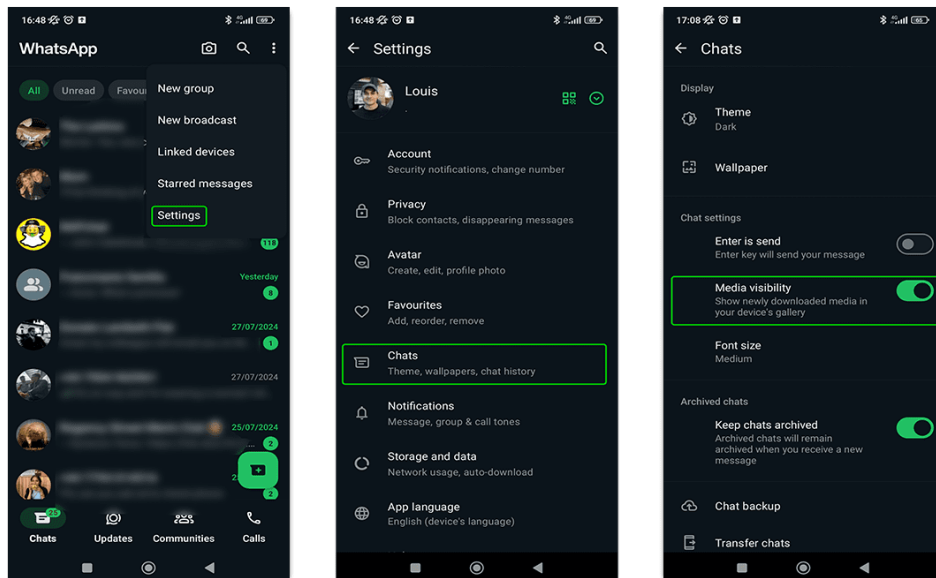 16:48
4G
69
WhatsApp
All
Unread
Favou
New group
New broadcast
Linked devices
Starred messages
Settings
118
Yesterday
8
27/07/2024
1
27/07/2024
25/07/2024
2
2
25
Chats
Updates
Communities
Calls
16:48
4G
69
Settings
Louis
.
Account
Security notifications, change number
Privacy
Block contacts, disappearing messages
Avatar
Create, edit, profile photo
Favourites
Add, reorder, remove
Chats
Theme, wallpapers, chat history
Notifications
Message, group & call tones
Storage and data
Network usage, auto-download
App language
English (device's language)
17:08
4G
Chats
Display
Theme
Dark
Wallpaper
Chat settings
Enter is send
Enter key will send your message
Media visibility
Show newly downloaded media in
your device's gallery
Font size
Medium
Archived chats
Keep chats archived
Archived chats will remain
archived when you receive a new
message
Chat backup
Transfer chats